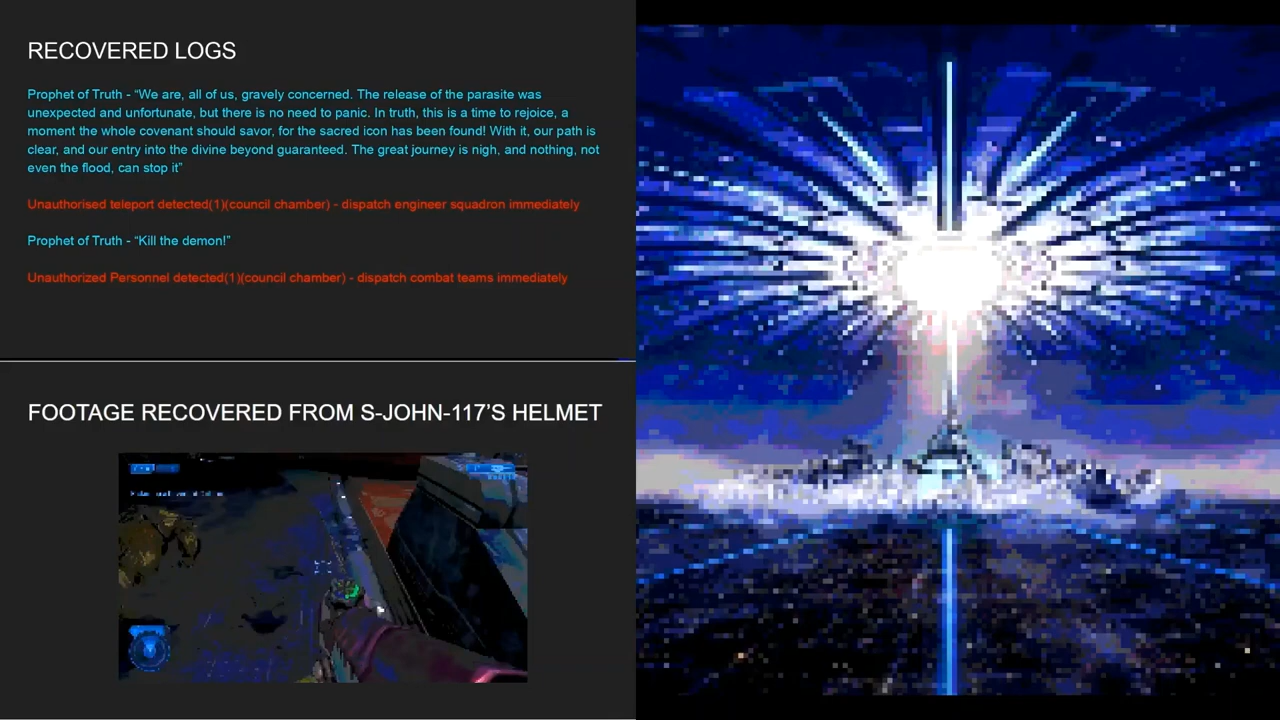 RECOVERED LOGS
Prophet of Truth - “We are, all of us, gravely concerned. The release of the parasite was
unexpected and unfortunate, but there is no need to panic. In truth, this is a time to rejoice, a
moment the whole covenant should savor, for the sacred icon has been found! With it, our path is
clear, and our entry into the divine beyond guaranteed. The great journey is nigh, and nothing, not
even the flood, can stop it”
Unauthorised teleport detected(1)(council chamber) - dispatch engineer squadron immediately
Prophet of Truth - “Kill the demon!”
Unauthorized Personnel detected(1)(council chamber) - dispatch combat teams immediately
FOOTAGE RECOVERED FROM S-JOHN-117’S HELMET